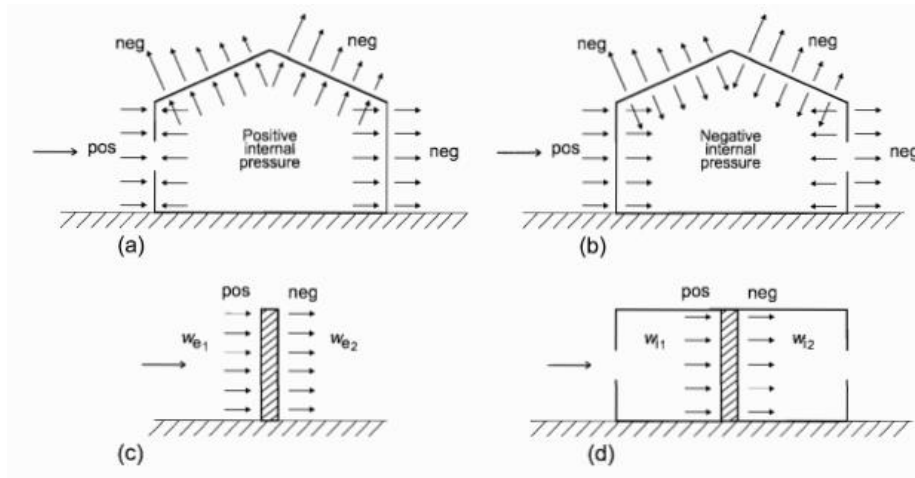 neg
neg
neg
neg
pos
Positive
internal
pressure
neg
pos
Negative
internal
pressure
neg
(a)
(b)
pos
neg
pos
neg
we1
we2
wi1
wi2
(c)
(d)